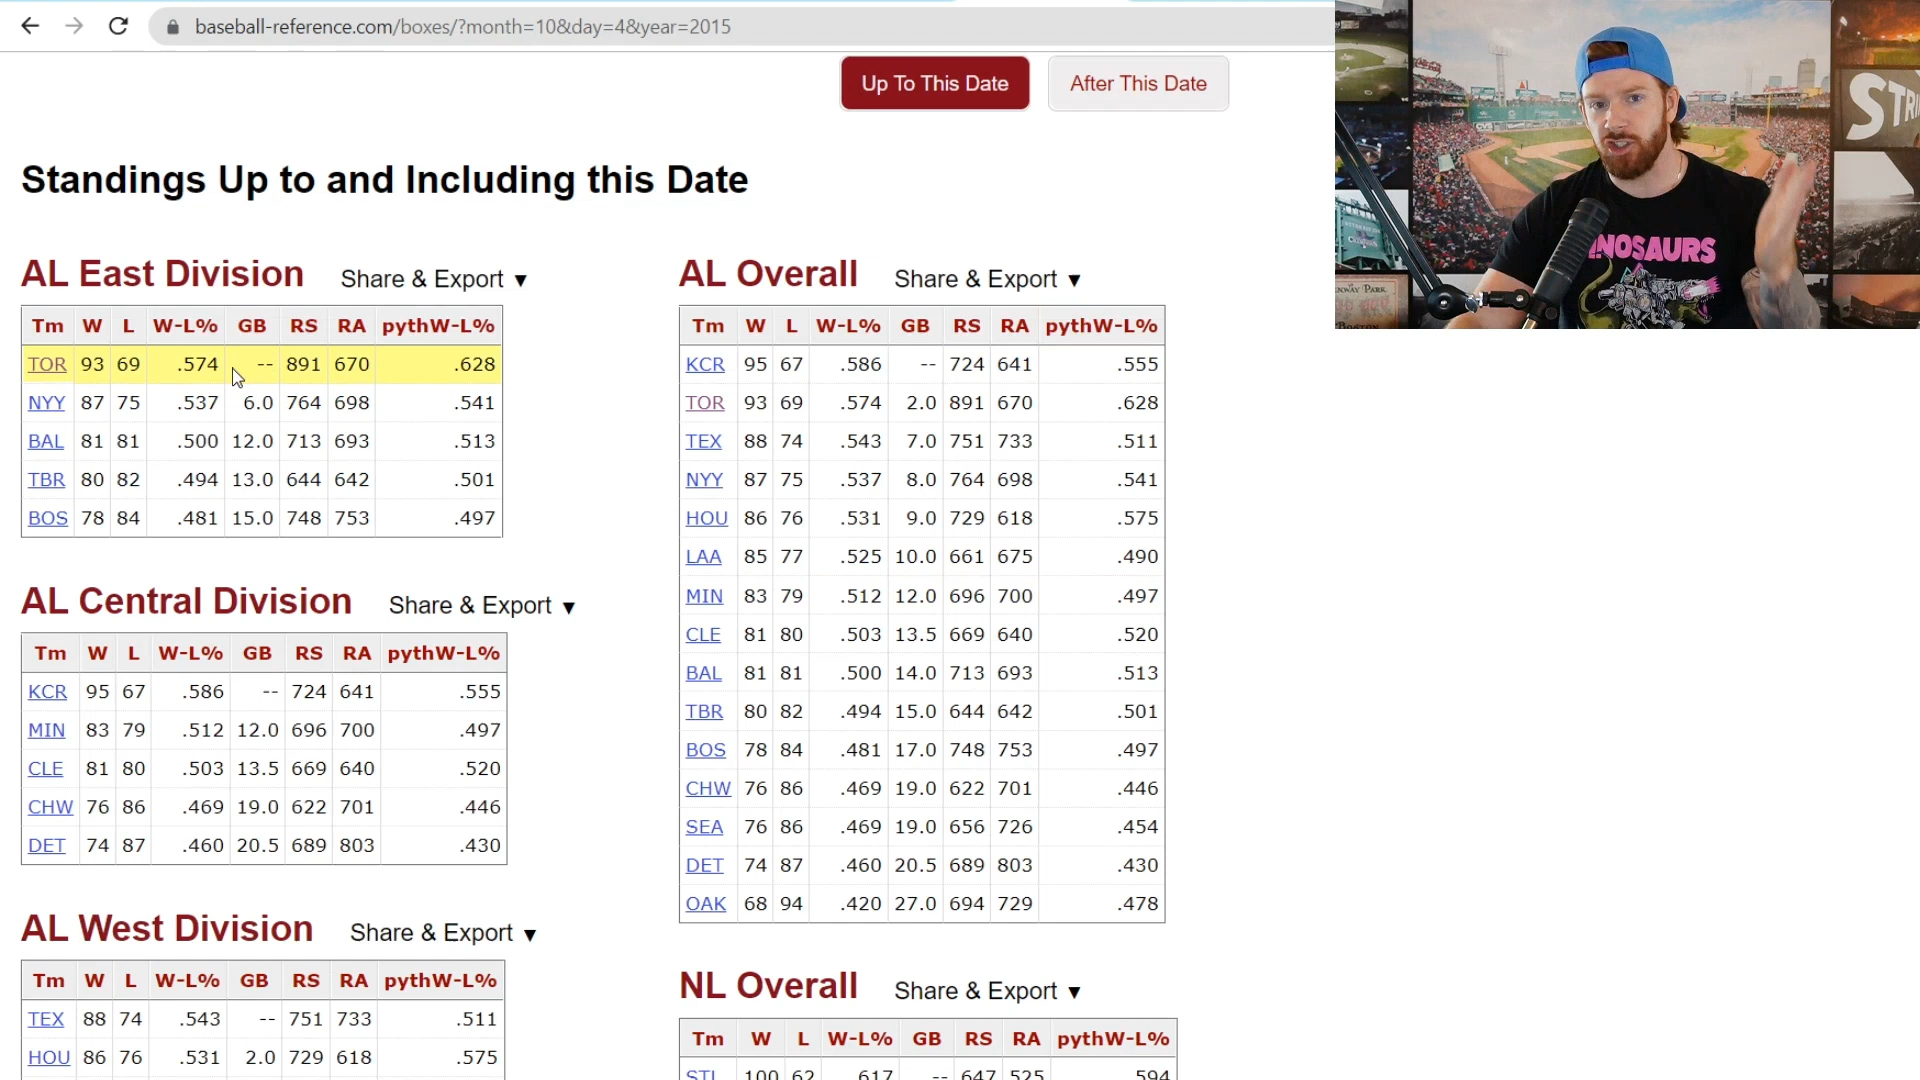 baseball-reference.com/boxes/?month=10&day=4&year=2015
Up To This Date
After This Date
Standings Up to and Including this Date
AL East Division Share & Export ▼
Tm W L W-L% GB RS RA pythW-L%
TOR 93 69 .574 -- 891 670 .628
NYY 87 75 .537 6.0 764 698 .541
BAL 81 81 .500 12.0 713 693 .513
TBR 80 82 .494 13.0 644 642 .501
BOS 78 84 .481 15.0 748 753 .497
AL Central Division Share & Export ▼
Tm W L W-L% GB RS RA pythW-L%
KCR 95 67 .586 -- 724 641 .555
MIN 83 79 .512 12.0 696 700 .497
CLE 81 80 .503 13.5 669 640 .520
CHW 76 86 .469 19.0 622 701 .446
DET 74 87 .460 20.5 689 803 .430
AL West Division Share & Export ▼
Tm W L W-L% GB RS RA pythW-L%
TEX 88 74 .543 -- 751 733 .511
HOU 86 76 .531 2.0 729 618 .575
AL Overall Share & Export ▼
Tm W L W-L% GB RS RA pythW-L%
KCR 95 67 .586 -- 724 641 .555
TOR 93 69 .574 2.0 891 670 .628
TEX 88 74 .543 7.0 751 733 .511
NYY 87 75 .537 8.0 764 698 .541
HOU 86 76 .531 9.0 729 618 .575
LAA 85 77 .525 10.0 661 675 .490
MIN 83 79 .512 12.0 696 700 .497
CLE 81 80 .503 13.5 669 640 .520
BAL 81 81 .500 14.0 713 693 .513
TBR 80 82 .494 15.0 644 642 .501
BOS 78 84 .481 17.0 748 753 .497
CHW 76 86 .469 19.0 622 701 .446
SEA 76 86 .469 19.0 656 726 .454
DET 74 87 .460 20.5 689 803 .430
OAK 68 94 .420 27.0 694 729 .478
NL Overall Share & Export ▼
Tm W L W-L% GB RS RA pythW-L%
STL 100 62 .617 -- 647 525 .594
STRI
NOSAURS
NWAY PARK
BOSTON